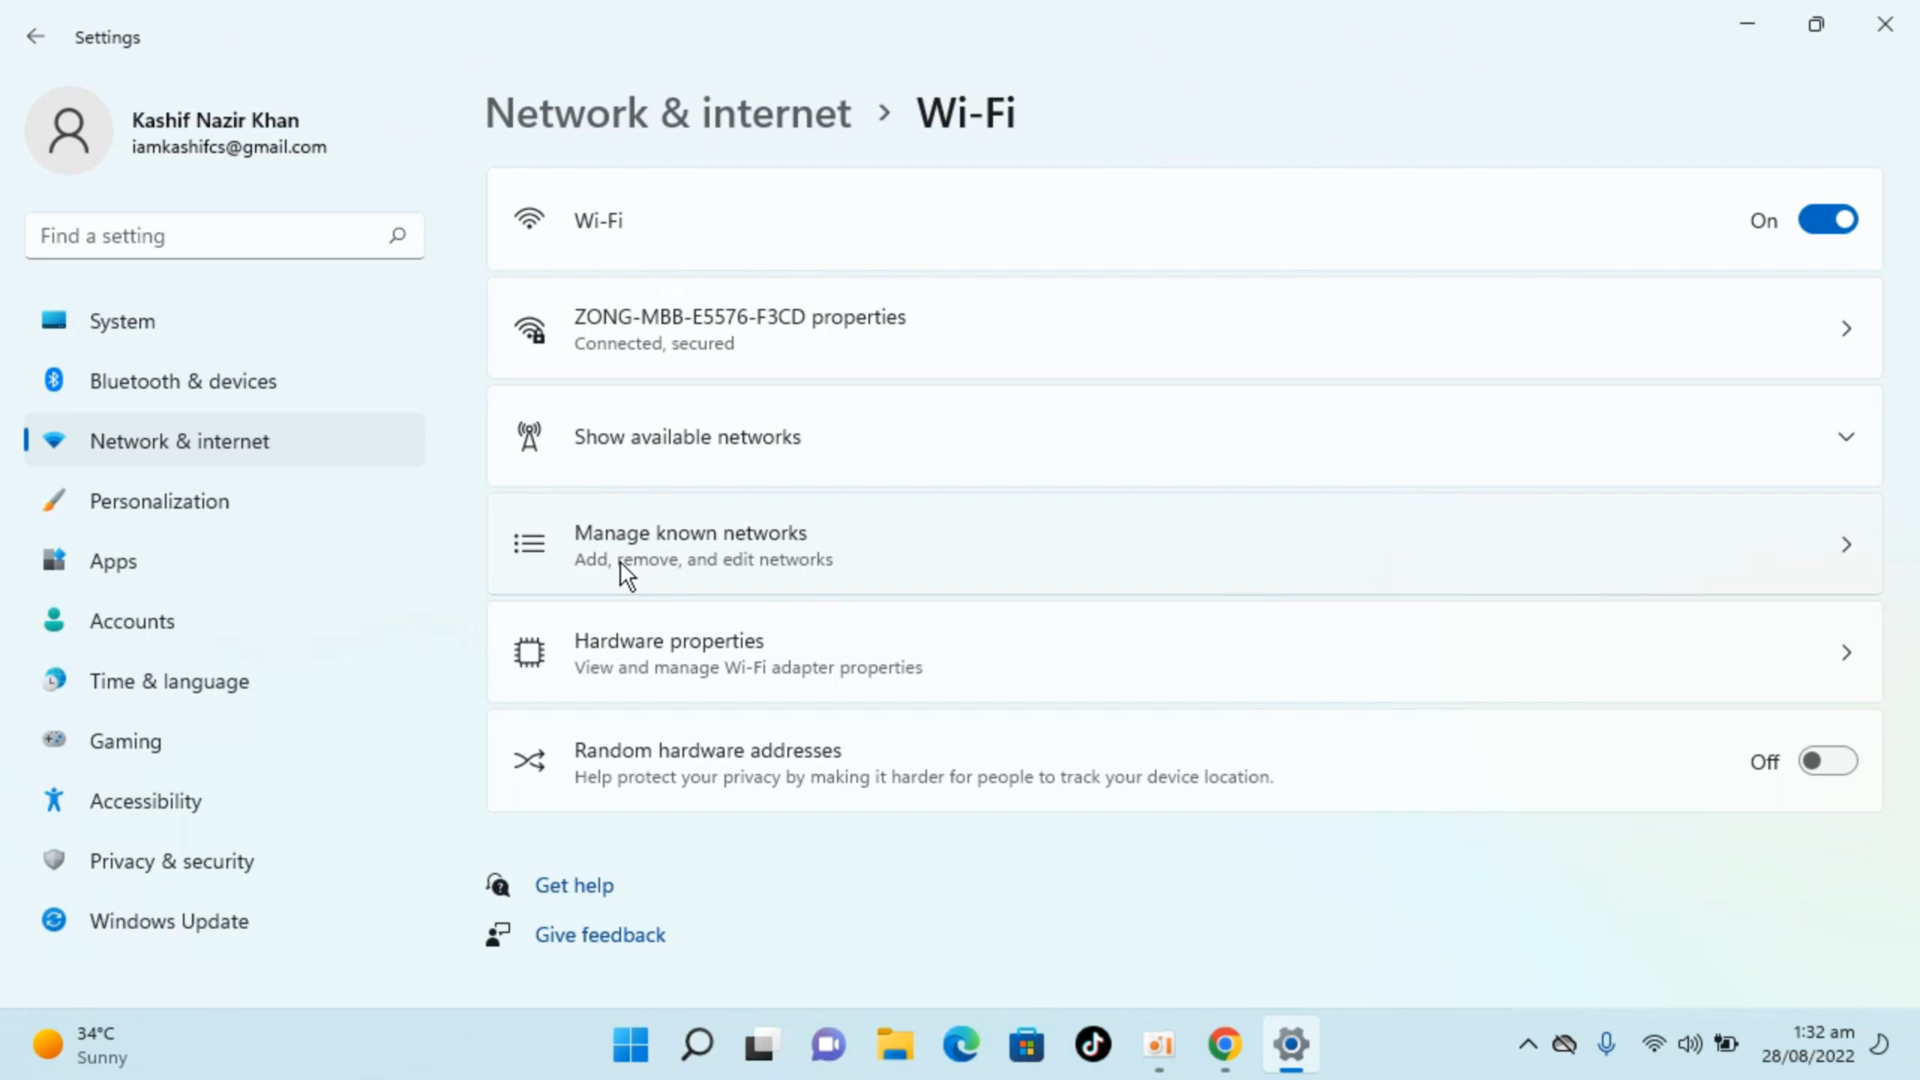 Settings
Kashif Nazir Khan
iamkashifcs@gmail.com
Find a setting
System
Bluetooth & devices
Network & internet
Personalization
Apps
Accounts
Time & language
Gaming
Accessibility
Privacy & security
Windows Update
Network & internet > Wi-Fi
Wi-Fi
On
ZONG-MBB-E5576-F3CD properties
Connected, secured
Show available networks
Manage known networks
Add, remove, and edit networks
Hardware properties
View and manage Wi-Fi adapter properties
Random hardware addresses
Help protect your privacy by making it harder for people to track your device location.
Off
Get help
Give feedback
34°C
Sunny
1:32 am
28/08/2022